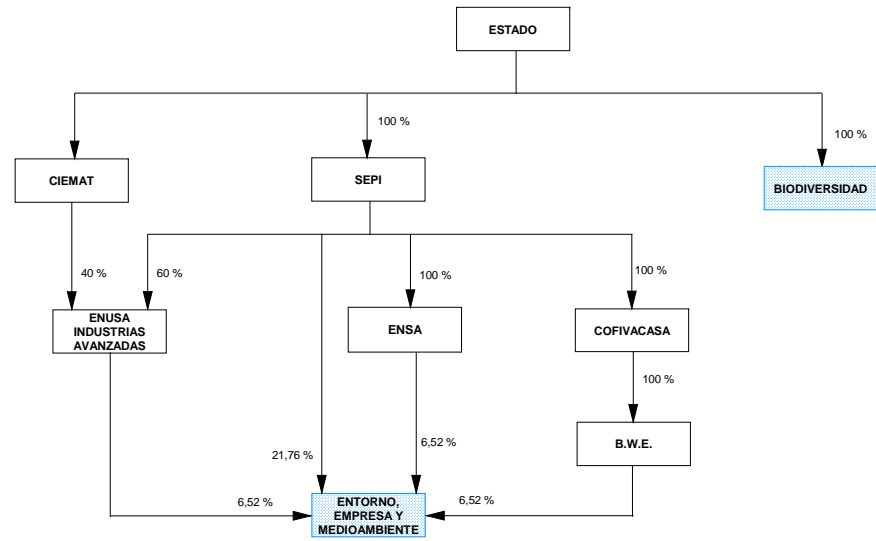 ESTADO
100 %
100 %
CIEMAT
SEPI
BIODIVERSIDAD
40 %
60 %
100 %
100 %
ENUSA
INDUSTRIAS
AVANZADAS
ENSA
COFIVACASA
100 %
21,76 %
6,52 %
B.W.E.
6,52 %
ENTORNO,
EMPRESA Y
MEDIOAMBIENTE
6,52 %